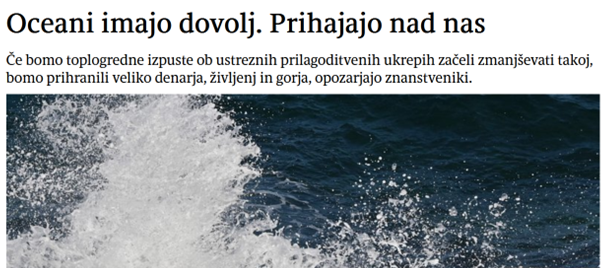 Oceani imajo dovolj. Prihajajo nad nas
Če bomo toplogredne izpuste ob ustreznih prilagoditvenih ukrepih začeli zmanjševati takoj,
bomo prihranili veliko denarja, življenj in gorja, opozarjajo znanstveniki.